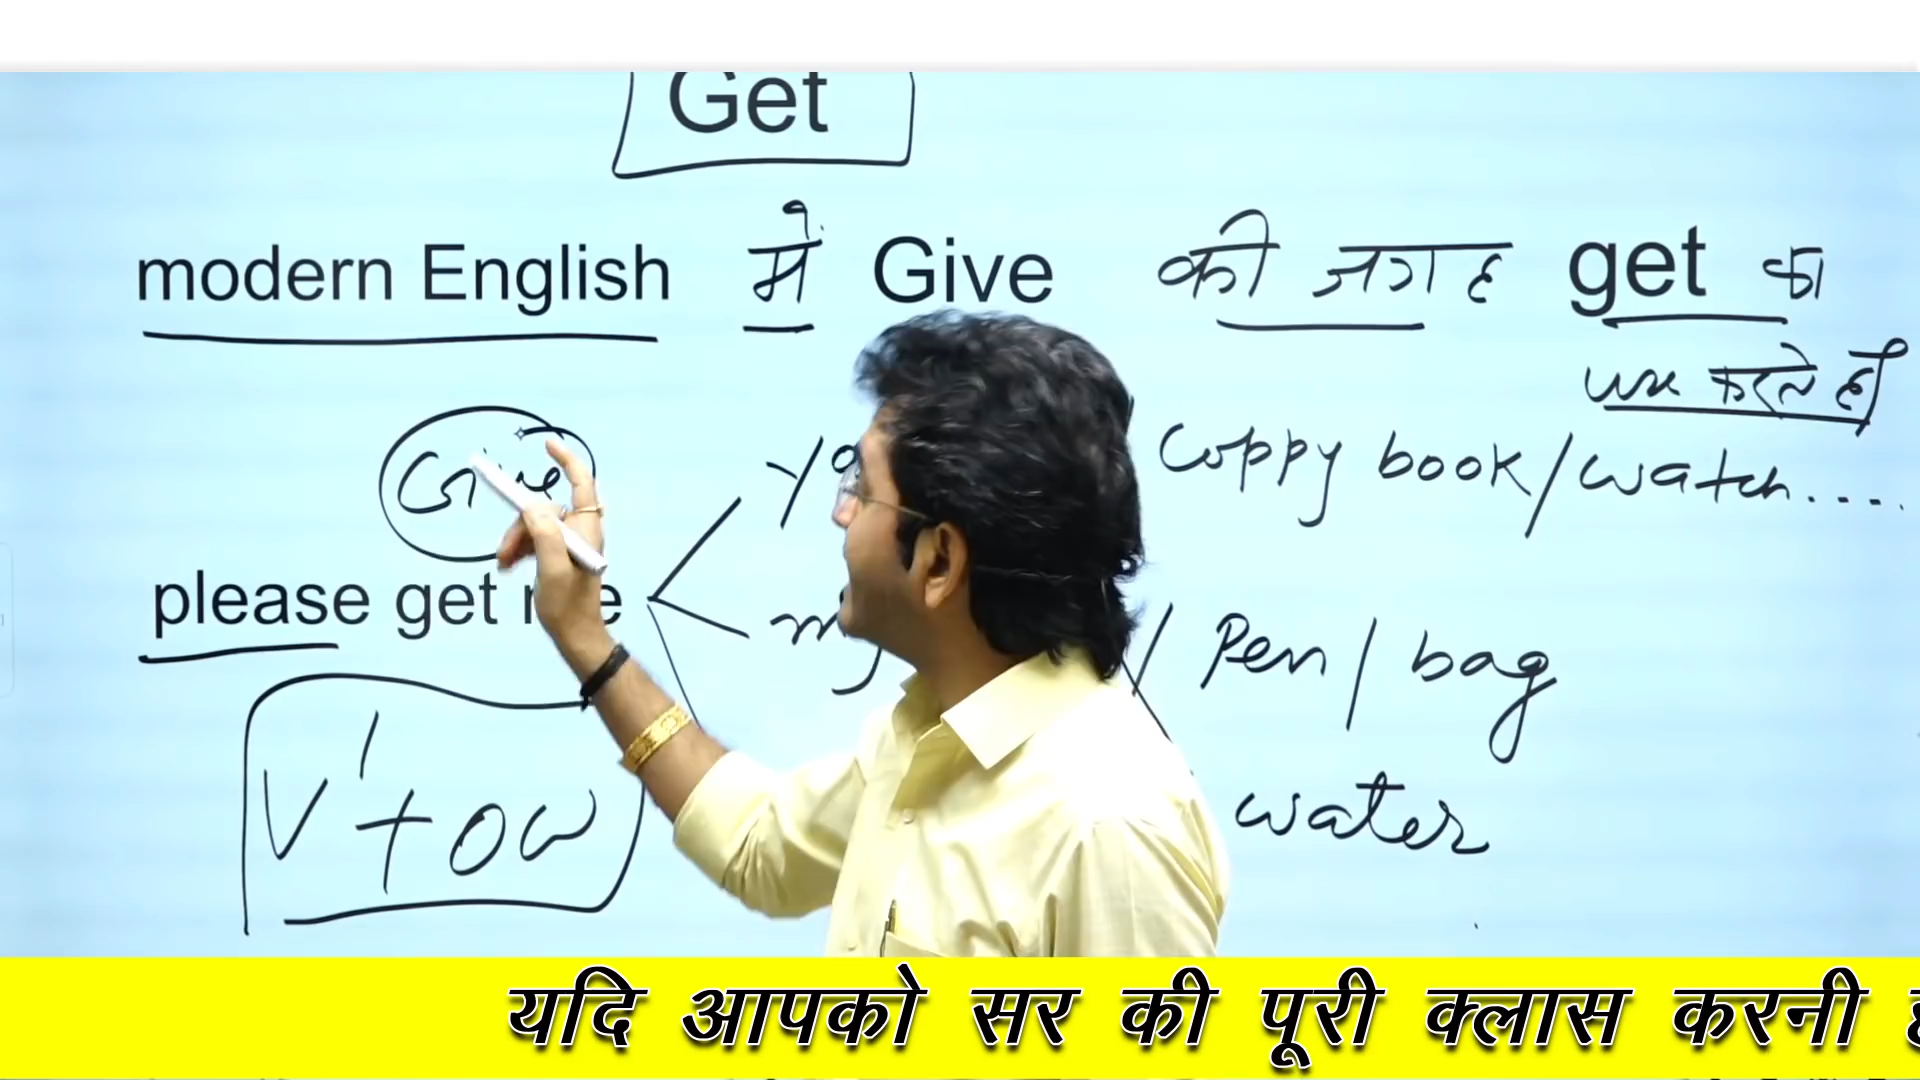 Get
modern English में Give की जगह get का
use करते हैं
Give
coppy book/watch....
please get me
/ Pen / bag
V1+ow
water
यदि आपको सर की पूरी क्लास करनी